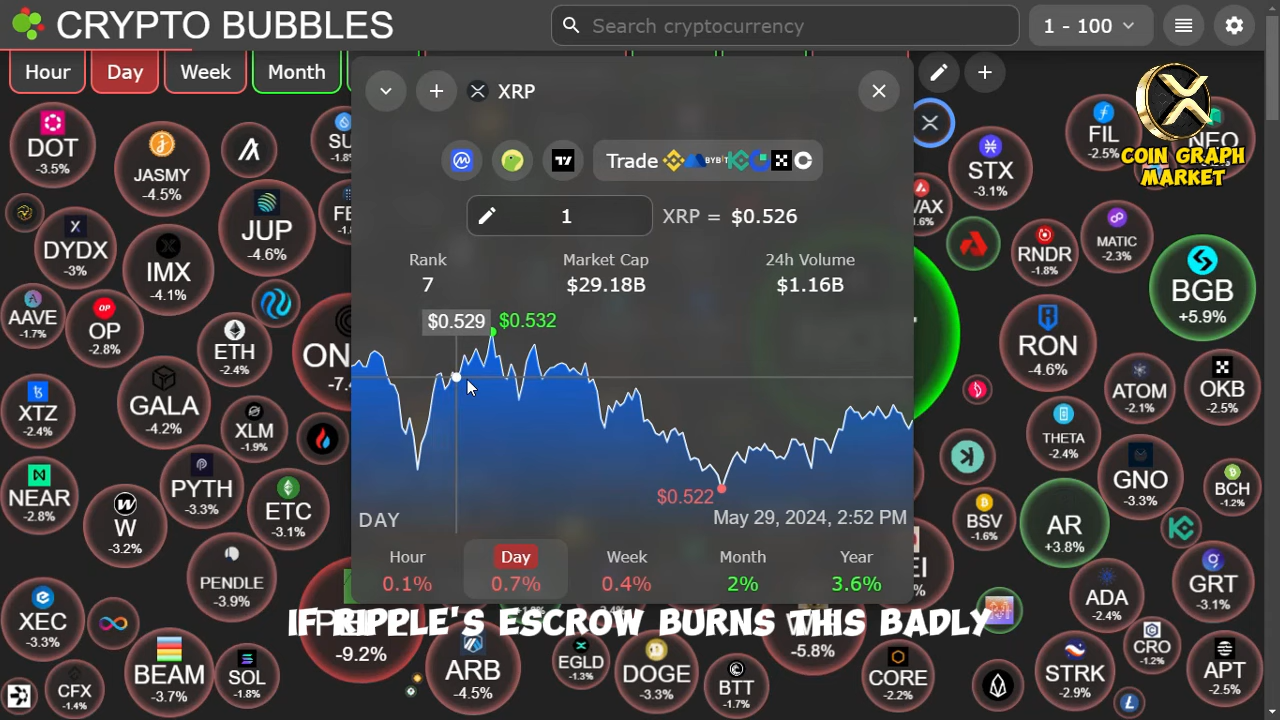 CRYPTO BUBBLES
Search cryptocurrency
1 - 100
Hour
Day
Week
Month
XRP
COIN GRAPH
MARKET
Trade
BYBIT
1
XRP = $0.526
Rank
Market Cap
24h Volume
7
$29.18B
$1.16B
$0.529
$0.532
$0.522
DAY
May 29, 2024, 2:52 PM
Hour
Day
Week
Month
Year
0.1%
0.7%
0.4%
2%
3.6%
IF RIPPLE'S ESCROW BURNS THIS BADLY
DOT
-3.5%
JASMY
-4.5%
JUP
-4.6%
DYDX
-3%
IMX
-4.1%
AAVE
-1.7%
OP
-2.8%
ETH
-2.4%
XTZ
-2.4%
GALA
-4.2%
XLM
-1.9%
NEAR
-2.8%
PYTH
-3.3%
W
-3.2%
ETC
-3.1%
PENDLE
-3.9%
XEC
-3.3%
BEAM
-3.7%
SOL
-1.8%
CFX
-1.4%
-9.2%
ARB
-4.5%
EGLD
-1.3%
DOGE
-3.3%
BTT
-1.7%
-5.8%
CORE
-2.2%
STX
-3.1%
FIL
-2.5%
NEO
RNDR
-1.8%
MATIC
-2.3%
BGB
+5.9%
RON
-4.6%
ATOM
-2.1%
OKB
-2.5%
THETA
-2.4%
GNO
-3.3%
BCH
-1.2%
BSV
-1.6%
AR
+3.8%
ADA
-2.4%
GRT
-3.1%
CRO
-1.2%
STRK
-2.9%
APT
-2.5%